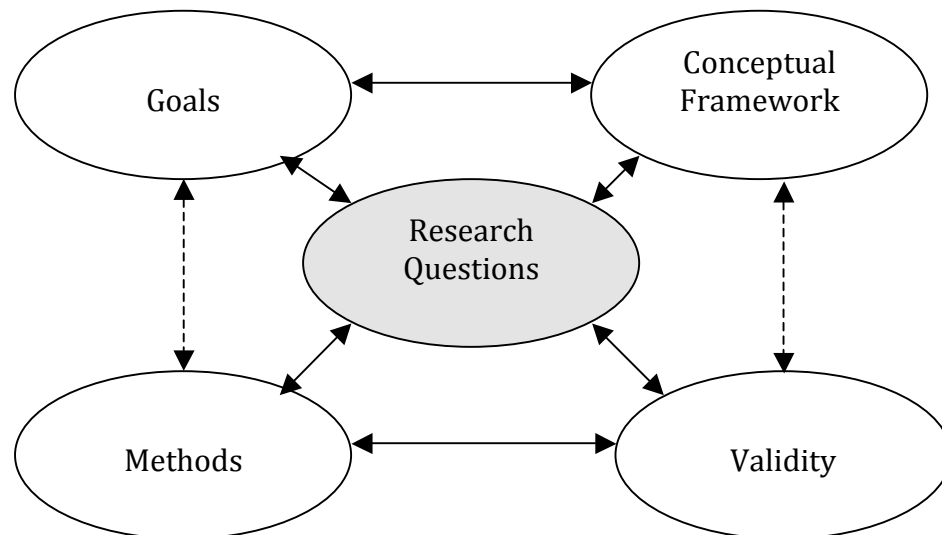 Goals
Conceptual
Framework
Research
Questions
Methods
Validity